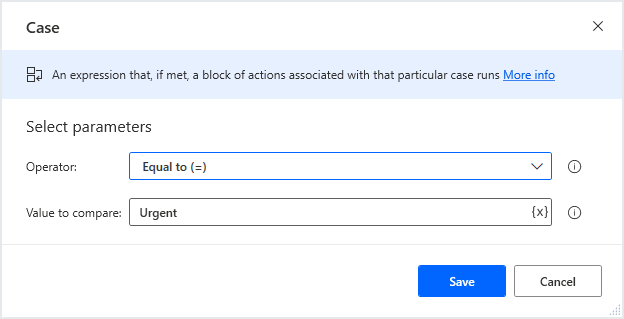 Case
An expression that, if met, a block of actions associated with that particular case runs More info
Select parameters
Operator: Equal to (=)
Value to compare: Urgent {x}
Save Cancel